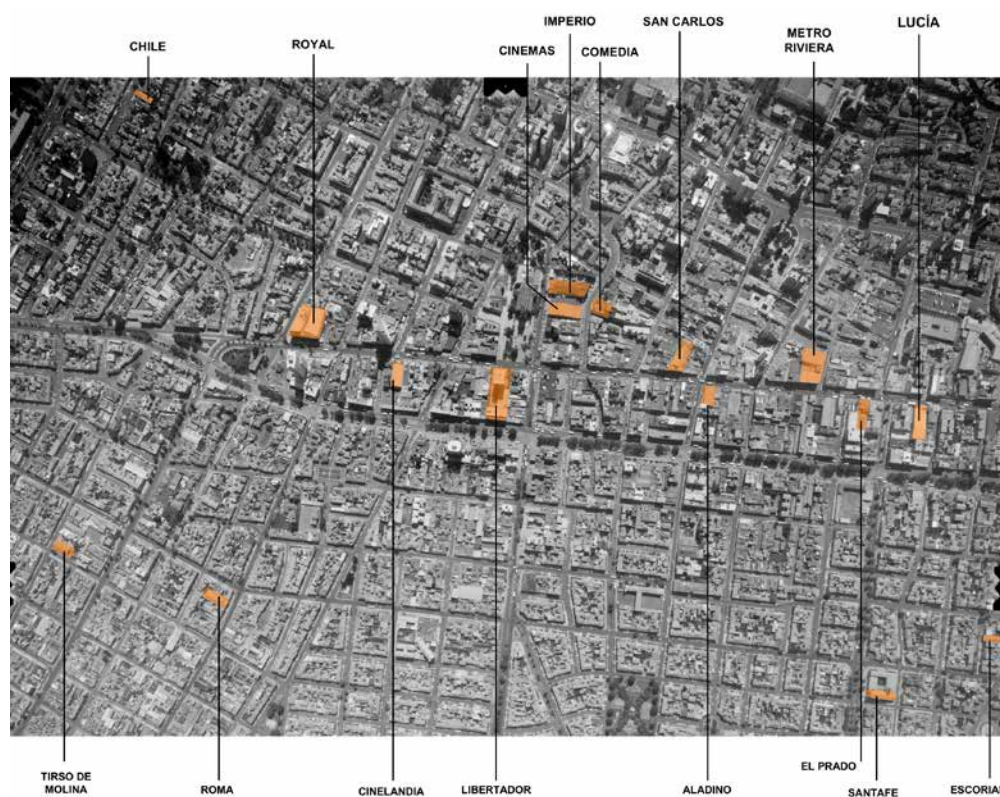 IMPERIO
SAN CARLOS
LUCÍA
METRO
RIVIERA
CHILE
ROYAL
CINEMAS
COMEDIA
TIRSO DE
MOLINA
ROMA
CINELANDIA
LIBERTADOR
ALADINO
EL PRADO
SANTAFE
ESCORIAL